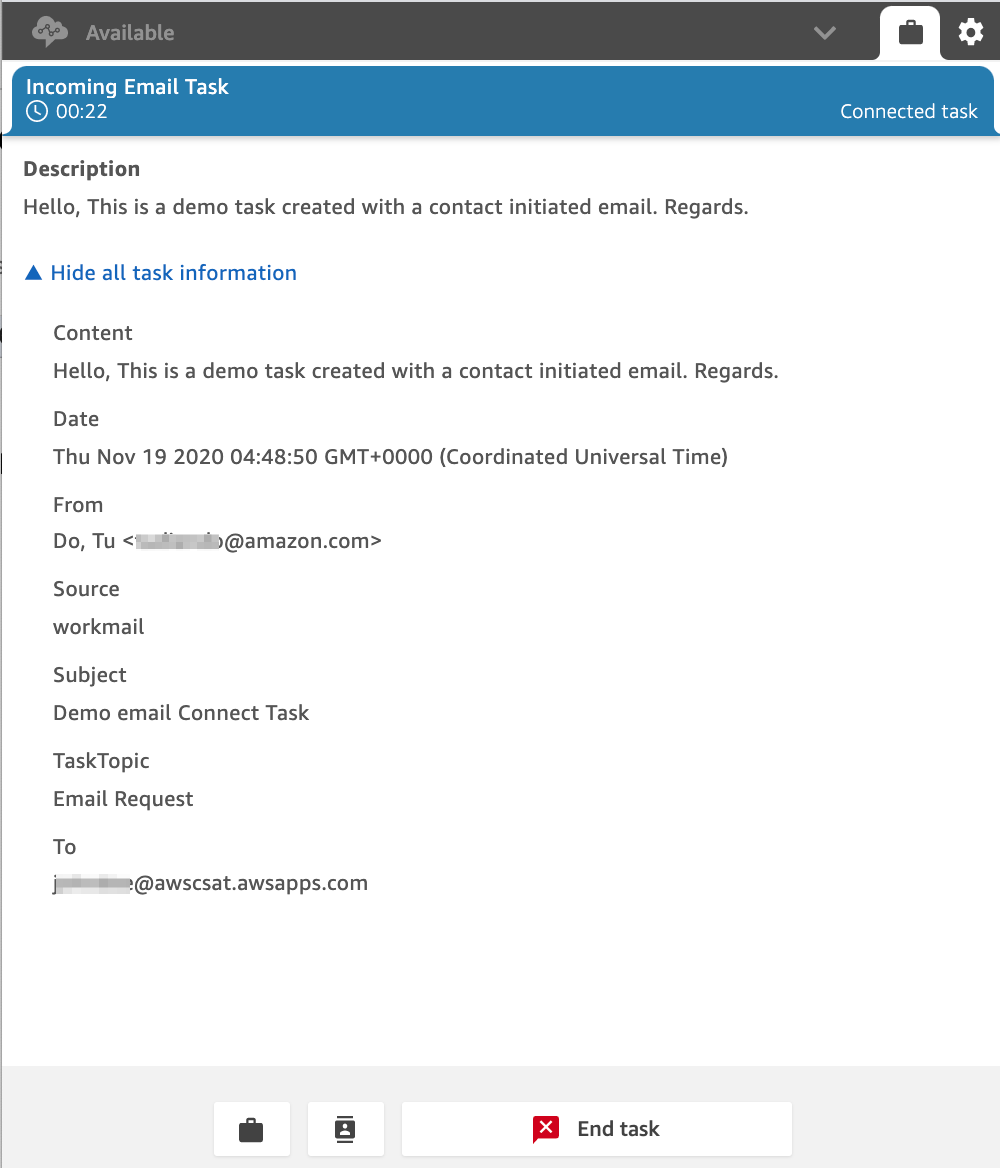 Available
Incoming Email Task
00:22
Connected task
Description
Hello, This is a demo task created with a contact initiated email. Regards.
▲ Hide all task information
Content
Hello, This is a demo task created with a contact initiated email. Regards.
Date
Thu Nov 19 2020 04:48:50 GMT+0000 (Coordinated Universal Time)
From
Do, Tu < @amazon.com>
Source
workmail
Subject
Demo email Connect Task
TaskTopic
Email Request
To
@awscsat.awsapps.com
End task